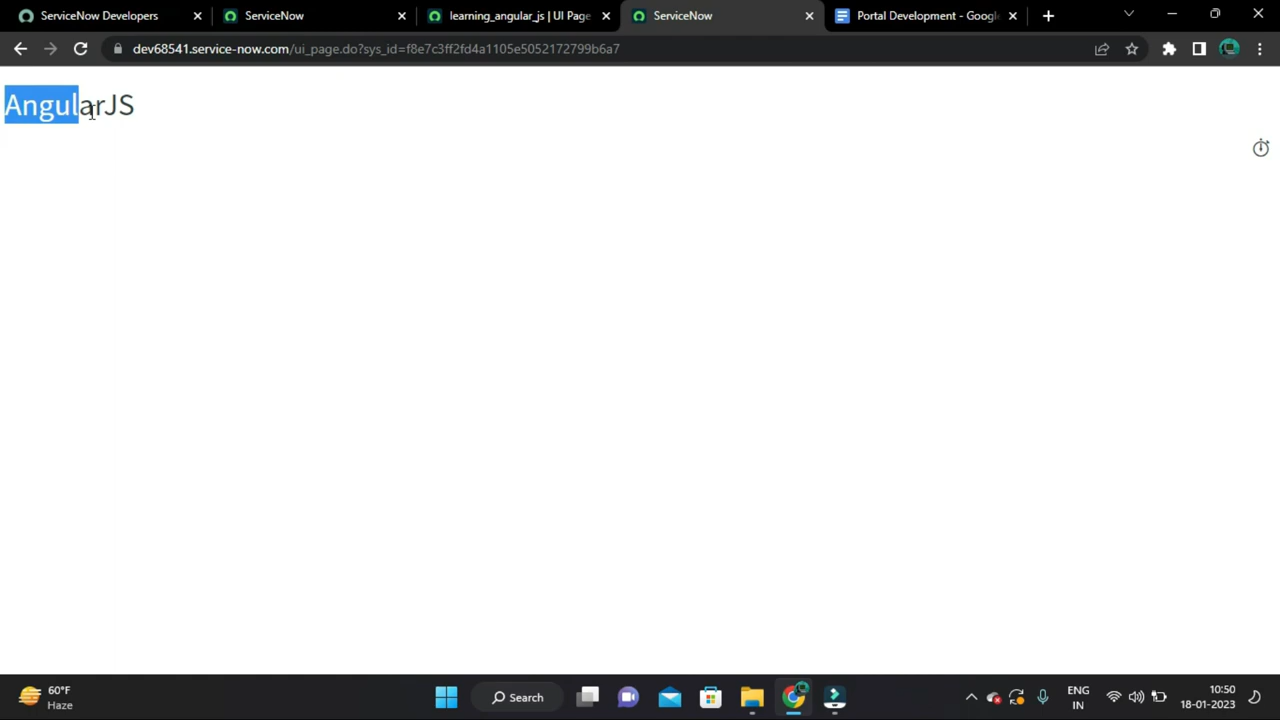 ServiceNow Developers
ServiceNow
learning_angular_js | UI Page
ServiceNow
Portal Development - Google
dev68541.service-now.com/ui_page.do?sys_id=f8e7c3ff2fd4a1105e5052172799b6a7
AngularJS
60°F
Haze
Search
ENG
IN
10:50
18-01-2023